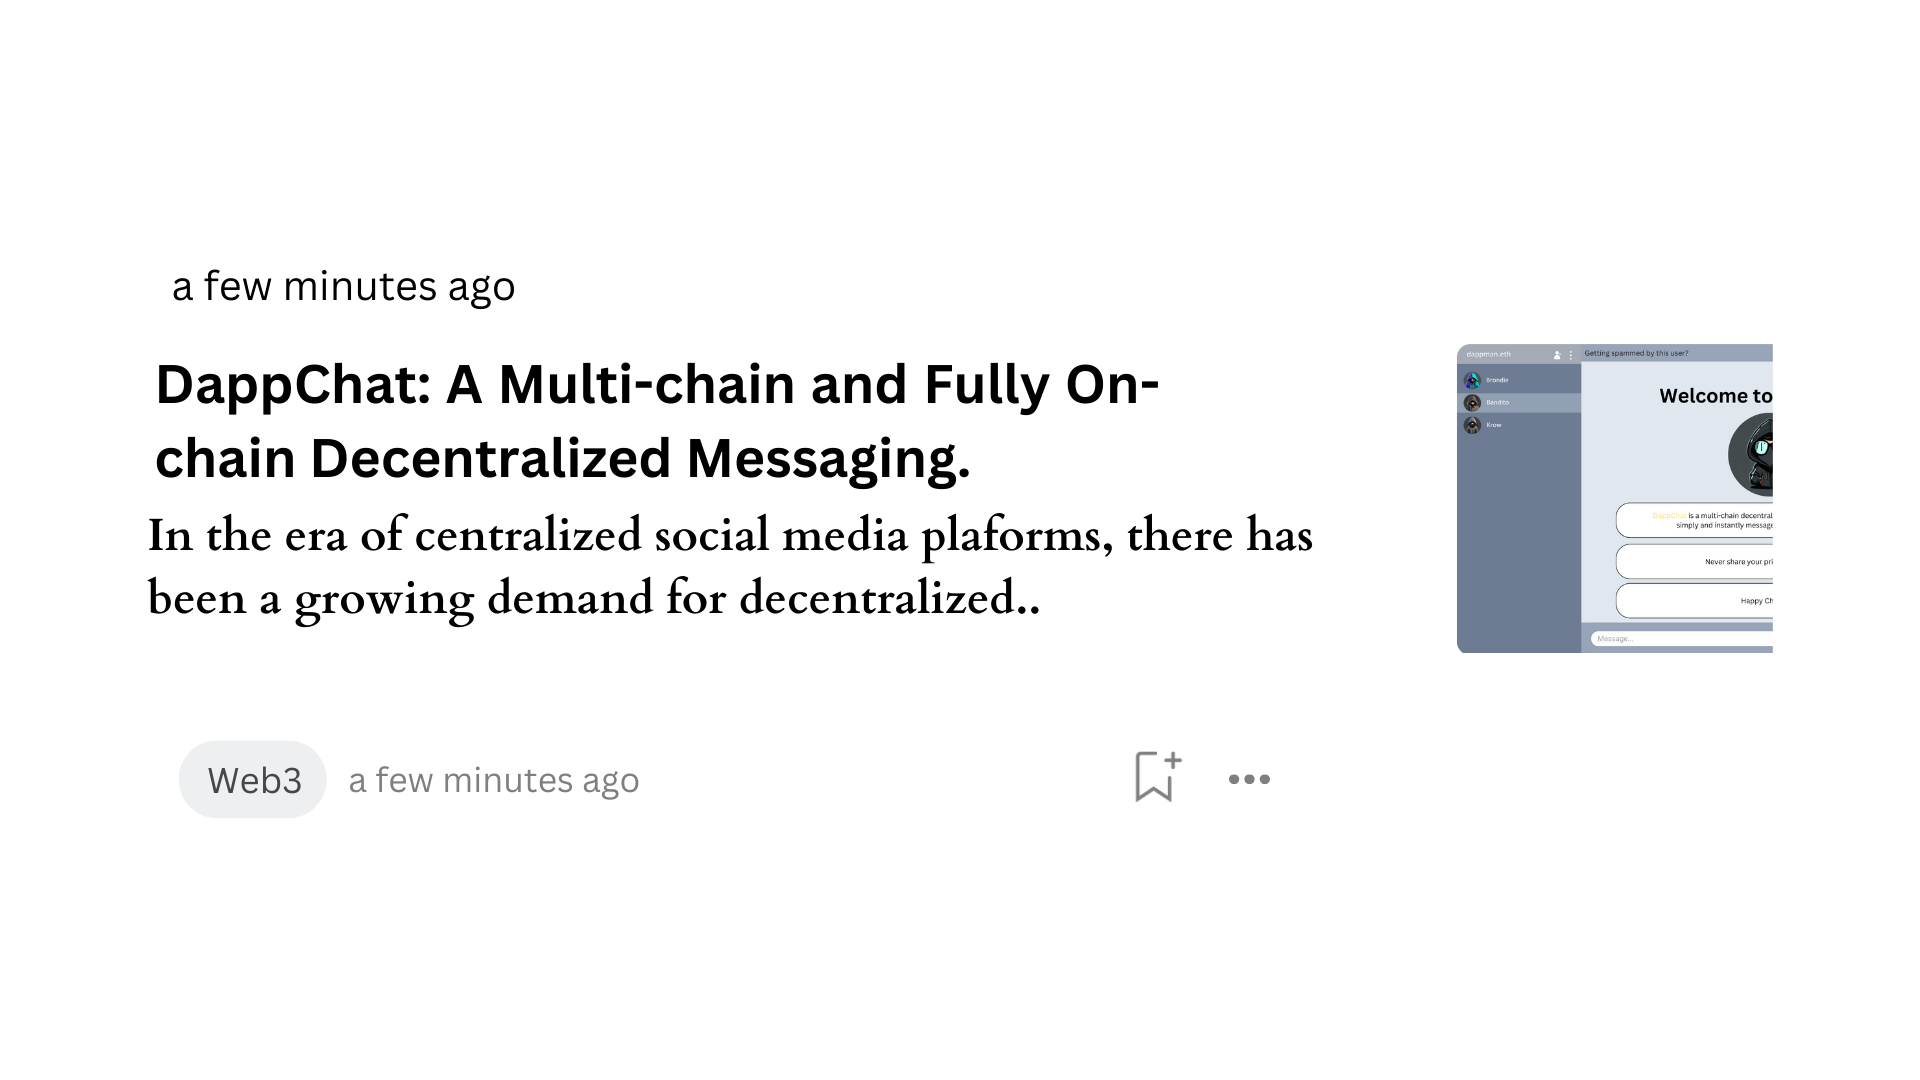 a few minutes ago
DappChat: A Multi-chain and Fully On-
chain Decentralized Messaging.
In the era of centralized social media plaforms, there has
been a growing demand for decentralized..
dappman.eth
Getting spammed by this user?
Brondie
Bandito
Krow
Welcome to
DappChat is a multi-chain decentral
simply and instantly message
Never share your pri
Happy Ch
Message...
Web3 a few minutes ago